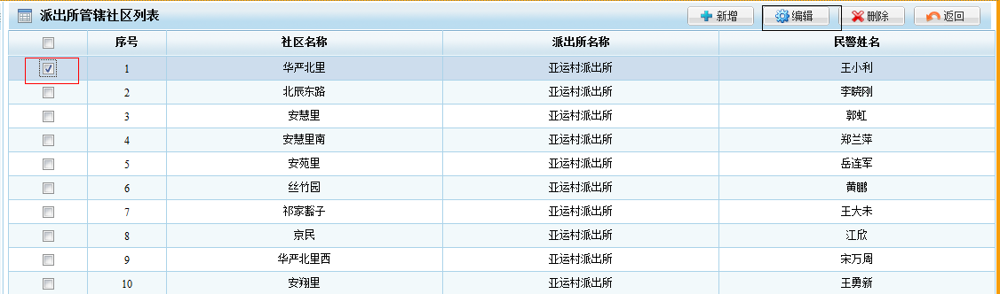 派出所管辖社区列表 新增 编辑 删除 返回
序号 社区名称 派出所名称 民警姓名
1 华严北里 亚运村派出所 王小利
2 北辰东路 亚运村派出所 李晓刚
3 安慧里 亚运村派出所 郭虹
4 安慧里南 亚运村派出所 郑兰萍
5 安苑里 亚运村派出所 岳连军
6 丝竹园 亚运村派出所 黄鹏
7 祁家豁子 亚运村派出所 王大未
8 京民 亚运村派出所 江欣
9 华严北里西 亚运村派出所 宋万周
10 安翔里 亚运村派出所 王勇新